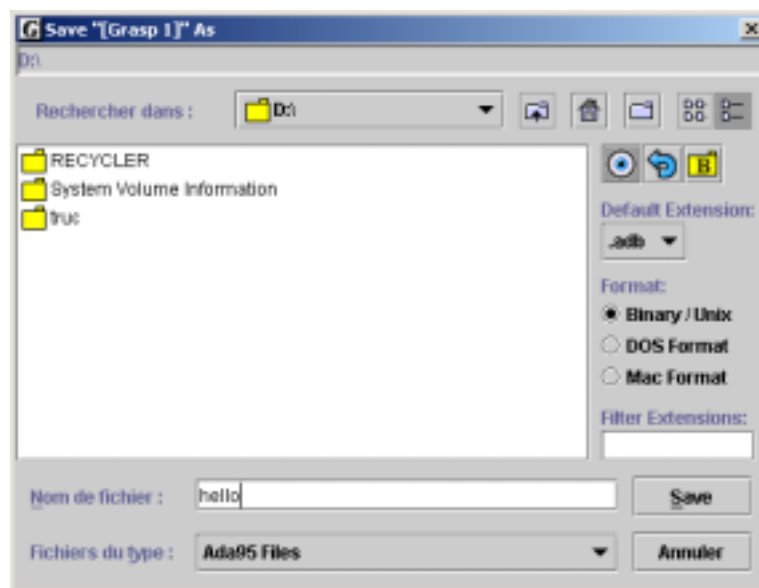 Save "[Grasp 1]" As
D:\
Rechercher dans :
D:\
RECYCLER
System Volume Information
truc
B
Default Extension:
.adb
Format:
Binary / Unix
DOS Format
Mac Format
Filter Extensions:
Nom de fichier :
hello
Save
Fichiers du type :
Ada95 Files
Annuler